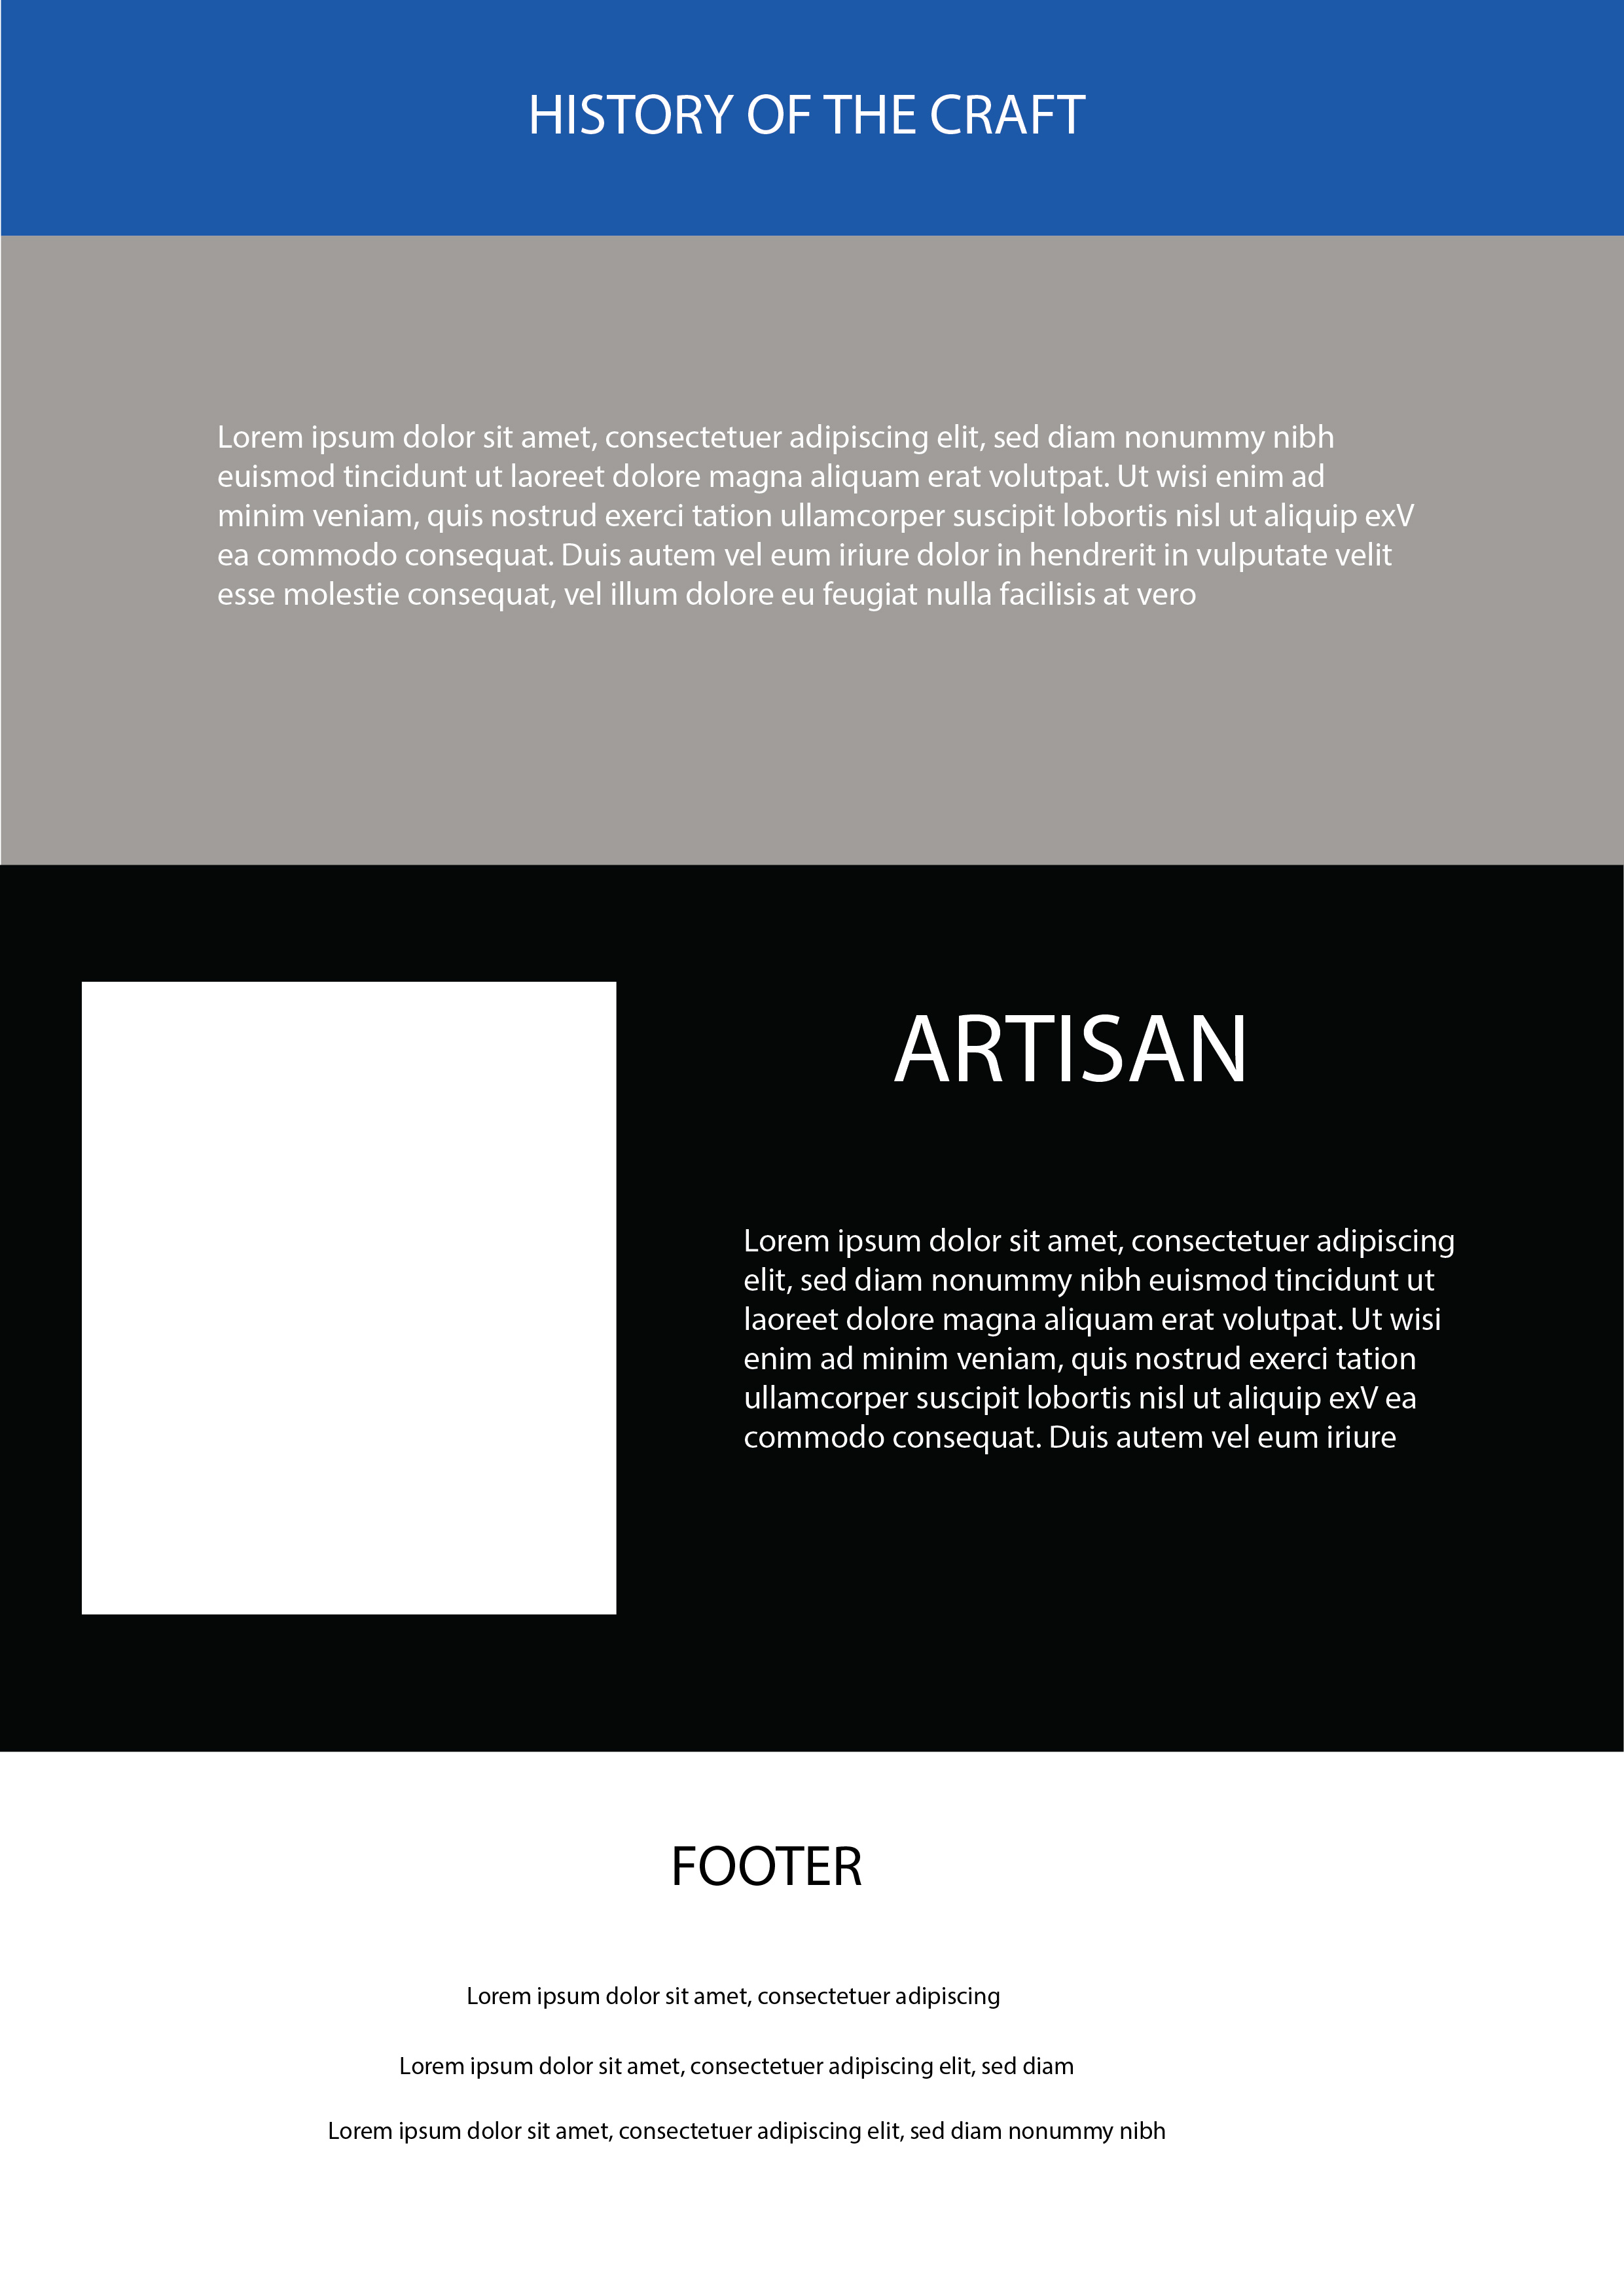 HISTORY OF THE CRAFT
Lorem ipsum dolor sit amet, consectetuer adipiscing elit, sed diam nonummy nibh
euismod tincidunt ut laoreet dolore magna aliquam erat volutpat. Ut wisi enim ad
minim veniam, quis nostrud exerci tation ullamcorper suscipit lobortis nisl ut aliquip exV
ea commodo consequat. Duis autem vel eum iriure dolor in hendrerit in vulputate velit
esse molestie consequat, vel illum dolore eu feugiat nulla facilisis at vero
ARTISAN
Lorem ipsum dolor sit amet, consectetuer adipiscing
elit, sed diam nonummy nibh euismod tincidunt ut
laoreet dolore magna aliquam erat volutpat. Ut wisi
enim ad minim veniam, quis nostrud exerci tation
ullamcorper suscipit lobortis nisl ut aliquip exV ea
commodo consequat. Duis autem vel eum iriure
FOOTER
Lorem ipsum dolor sit amet, consectetuer adipiscing
Lorem ipsum dolor sit amet, consectetuer adipiscing elit, sed diam
Lorem ipsum dolor sit amet, consectetuer adipiscing elit, sed diam nonummy nibh